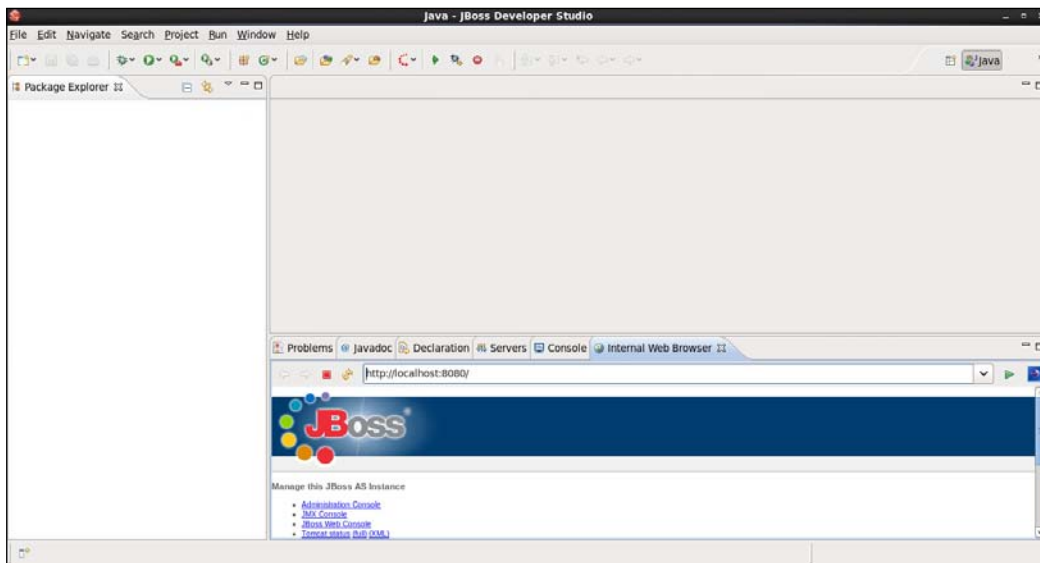 Java - JBoss Developer Studio
File Edit Navigate Search Project Run Window Help
Java
Package Explorer
Problems Javadoc Declaration Servers Console Internal Web Browser
http://localhost:8080/
JBoss
Manage this JBoss AS Instance
Administration Console
JMX Console
JBoss Web Console
Tomcat status (full) (XML)